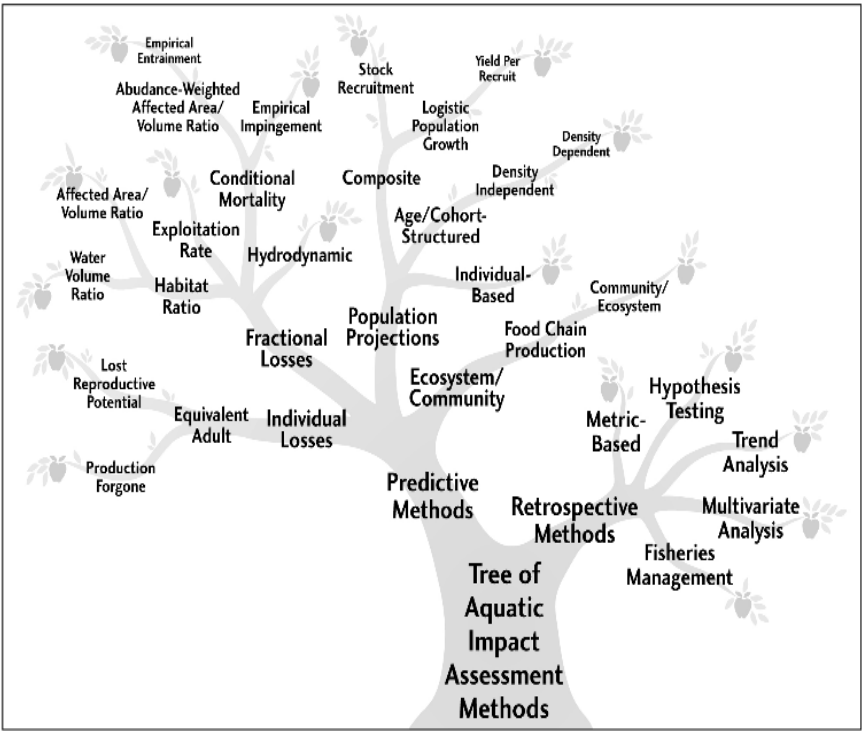 Empirical
Entrainment
Abudance-Weighted
Affected Area/
Volume Ratio
Empirical
Impingement
Stock
Recruitment
Yield Per
Recruit
Logistic
Population
Growth
Density
Dependent
Density
Independent
Conditional
Mortality
Composite
Affected Area/
Volume Ratio
Age/Cohort-
Structured
Exploitation
Rate
Hydrodynamic
Water
Volume
Ratio
Habitat
Ratio
Individual-
Based
Community/
Ecosystem
Fractional
Losses
Population
Projections
Food Chain
Production
Lost
Reproductive
Potential
Equivalent
Adult
Individual
Losses
Ecosystem/
Community
Metric-
Based
Hypothesis
Testing
Trend
Analysis
Production
Forgone
Predictive
Methods
Retrospective
Methods
Multivariate
Analysis
Fisheries
Management
Tree of
Aquatic
Impact
Assessment
Methods